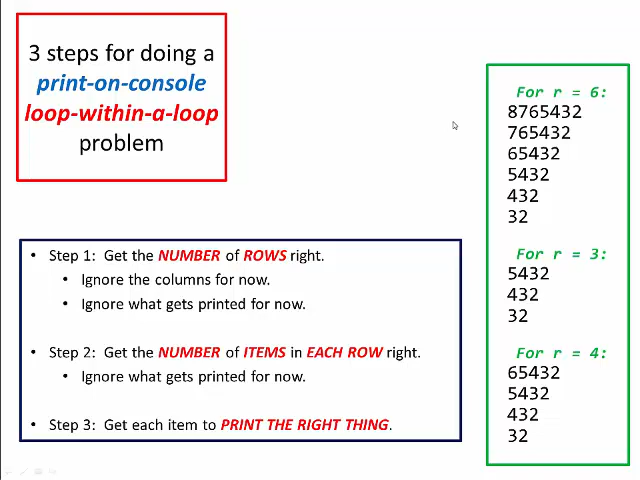 3 steps for doing a
print-on-console
loop-within-a-loop
problem
• Step 1: Get the NUMBER of ROWS right.
• Ignore the columns for now.
• Ignore what gets printed for now.
• Step 2: Get the NUMBER of ITEMS in EACH ROW right.
• Ignore what gets printed for now.
• Step 3: Get each item to PRINT THE RIGHT THING.
For r = 6:
8765432
765432
65432
5432
432
32
For r = 3:
5432
432
32
For r = 4:
65432
5432
432
32